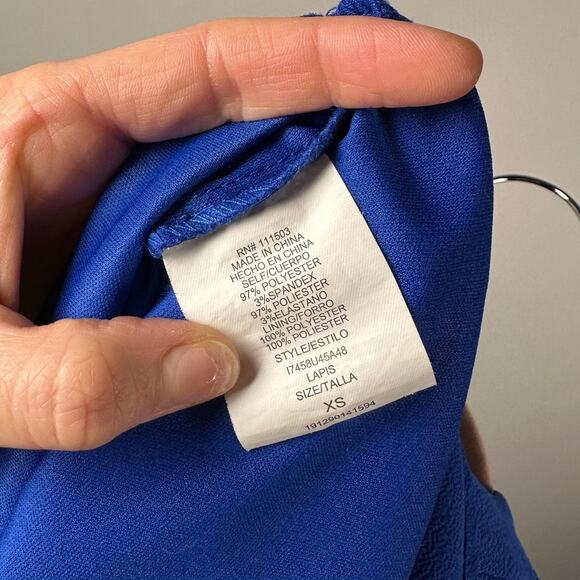 RN# 111503
MADE IN CHINA
HECHO EN CHINA
SELF/CUERPO
97% POLYESTER
3%SPANDEX
97% POLIESTER
3%ELASTANO
LINING/FORRO
100% POLYESTER
100% POLIESTER
STYLE/ESTILO
I7458U45A48
LAPIS
SIZE/TALLA
XS
191290141594